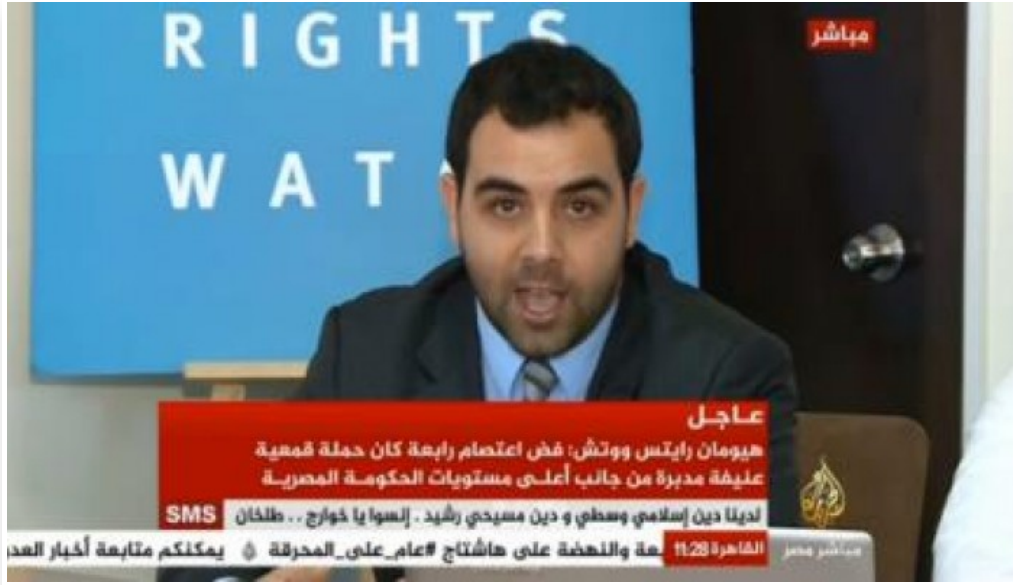 RIGHTS
WAT
مباشر
عاجل
هيومان رايتس ووتش: فض اعتصام رابعة كان حملة قمعية
عنيفة مدبرة من جانب أعلى مستويات الحكومة المصرية
لدينا دين إسلامي وسطي و دين مسيحي رشيد . إنسوا يا خوارج . . طلخان SMS
القاهرة 11:28 عة والنهضة على هاشتاج #عام_على_المحرقة يمكنكم متابعة أخبار العد
الجزيرة
مباشر مصر